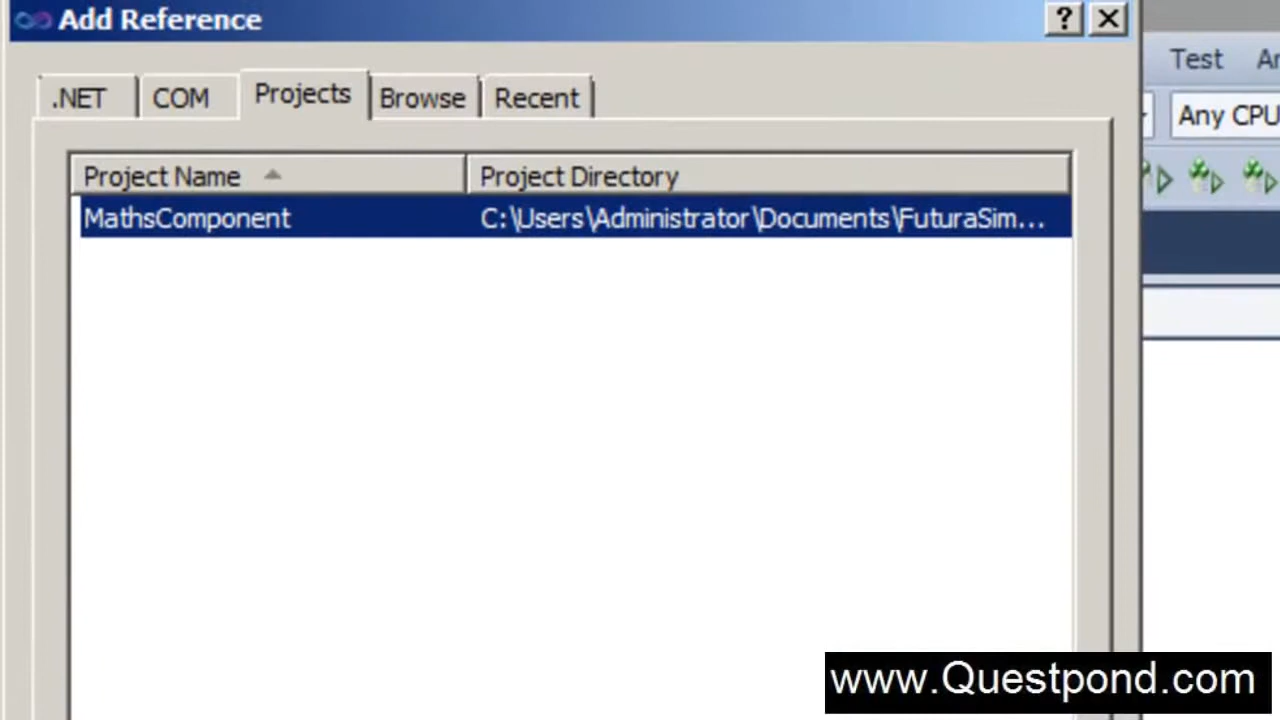 Add Reference
Test
.NET COM Projects Browse Recent
Any CPU
Project Name Project Directory
MathsComponent C:\Users\Administrator\Documents\FuturaSim...
www.Questpond.com